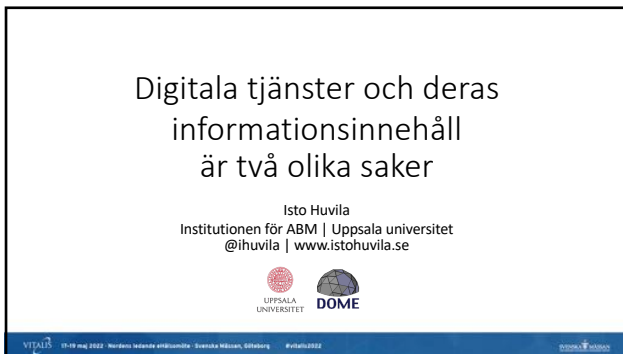 Digitala tjänster och deras
informationsinnehåll
är två olika saker
Isto Huvila
Institutionen för ABM | Uppsala universitet
@ihuvila | www.istohuvila.se
UPPSALA
UNIVERSITET
DOME
VITALIS 17-19 maj 2022 · Nordens ledande eHälsomöte · Svenska Mässan, Göteborg #vitalis2022
SVENSKA MÄSSAN